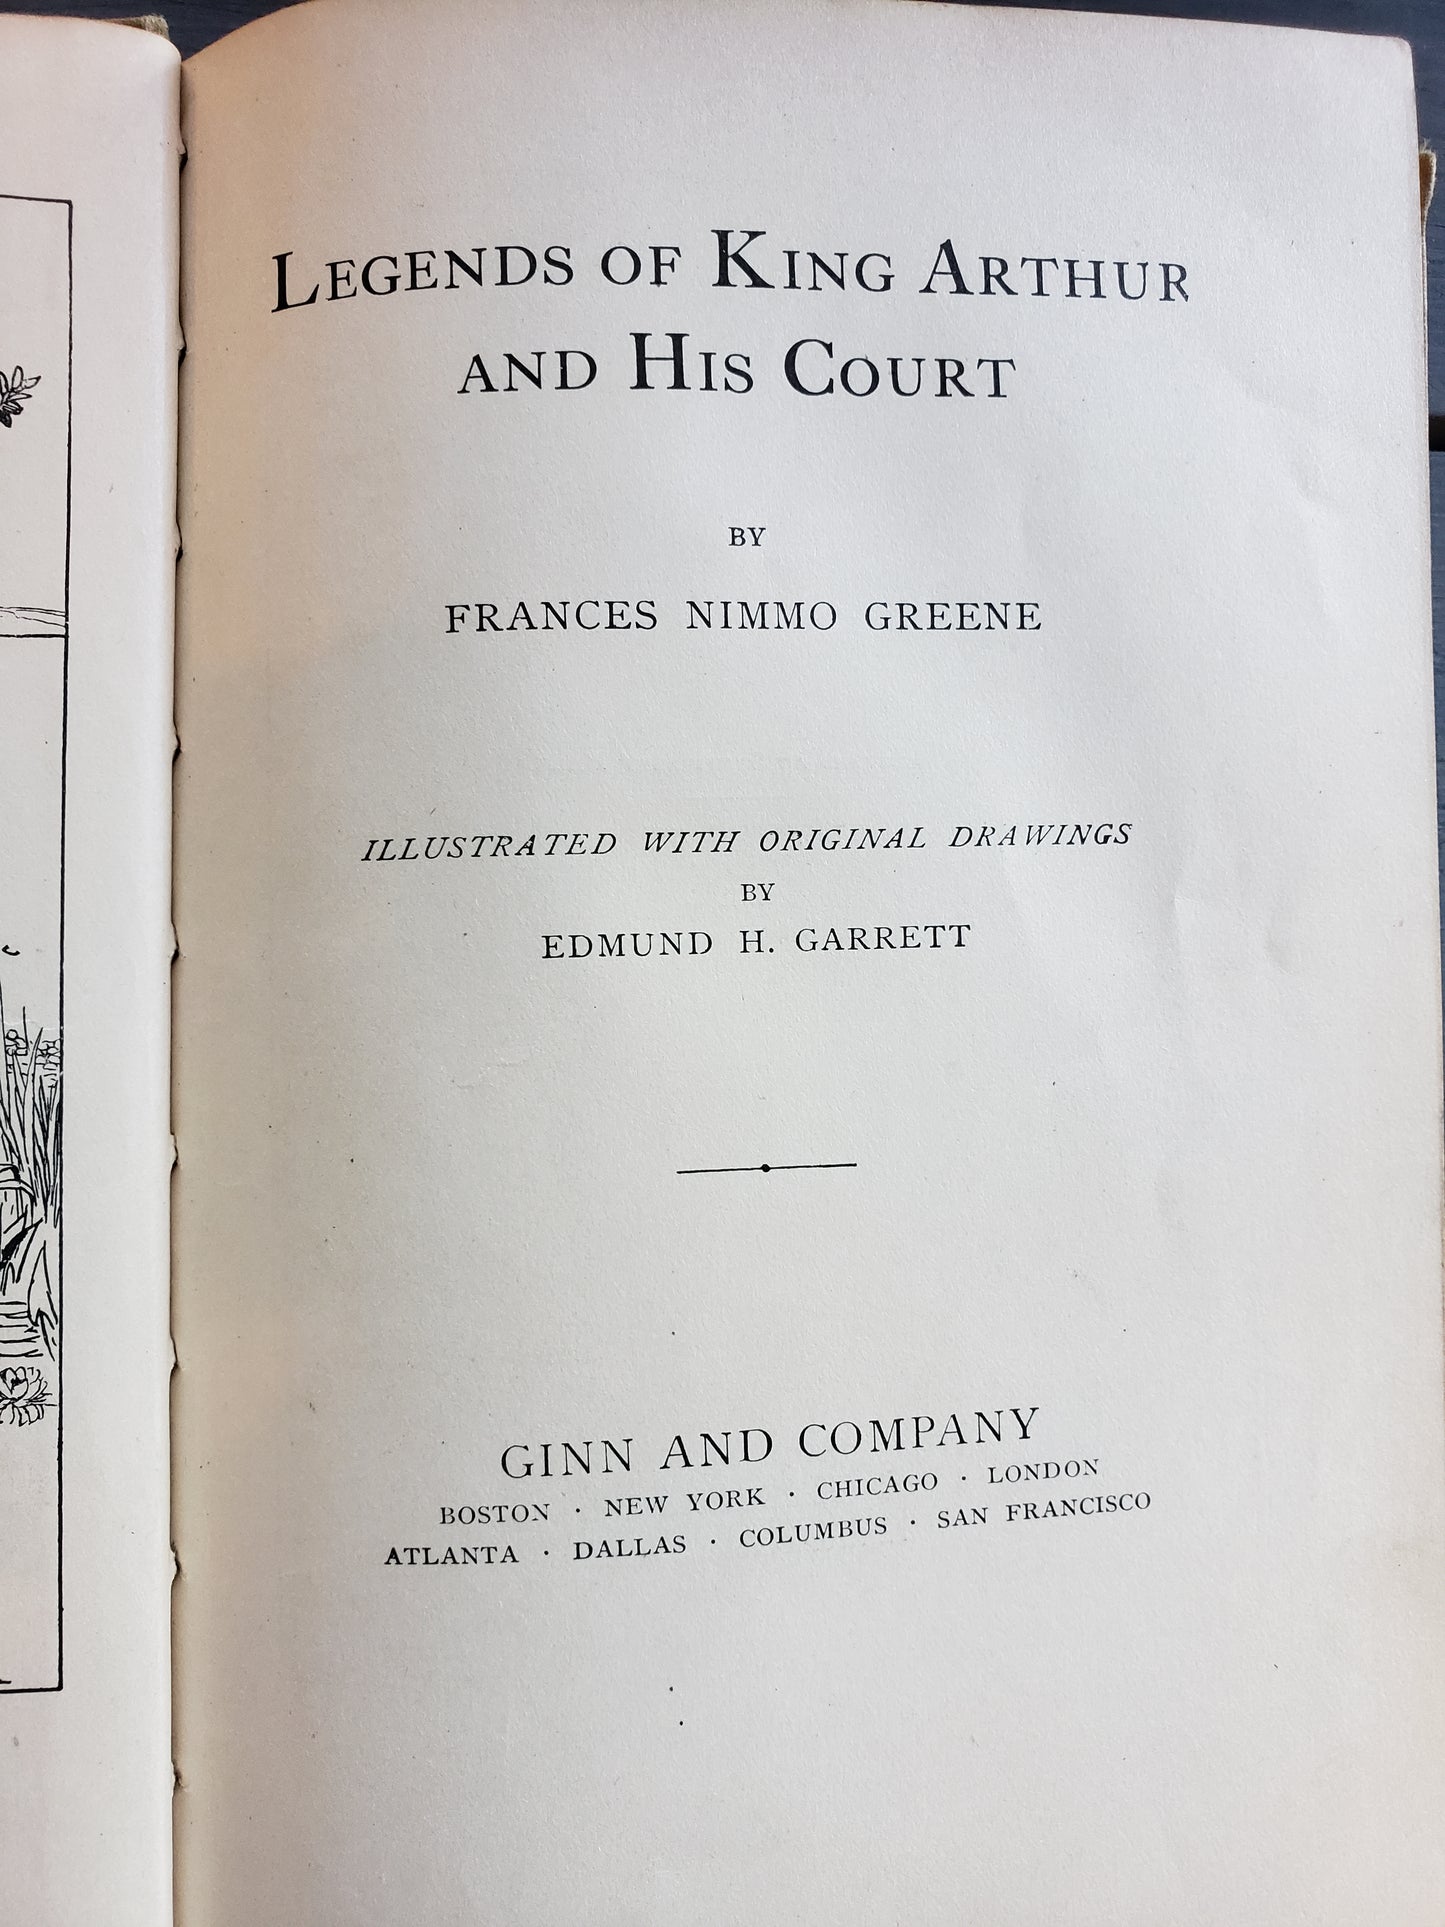 LEGENDS OF KING ARTHUR
AND HIS COURT
BY
FRANCES NIMMO GREENE
ILLUSTRATED WITH ORIGINAL DRAWINGS
BY
EDMUND H. GARRETT
GINN AND COMPANY
BOSTON · NEW YORK · CHICAGO · LONDON
ATLANTA · DALLAS · COLUMBUS · SAN FRANCISCO